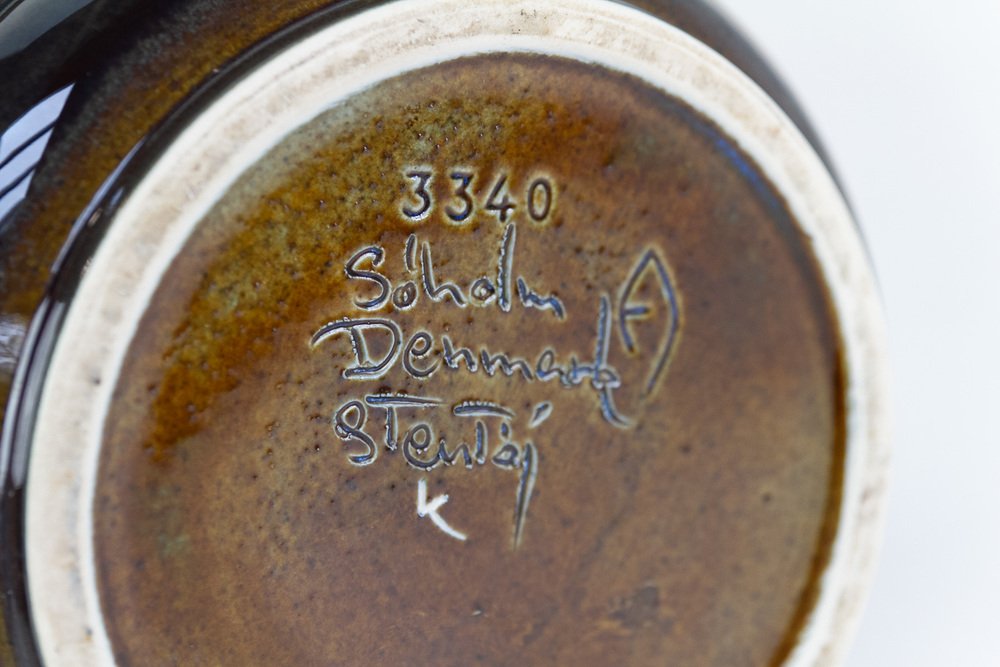 3340
Søholm
Denmark
Stentøj
K